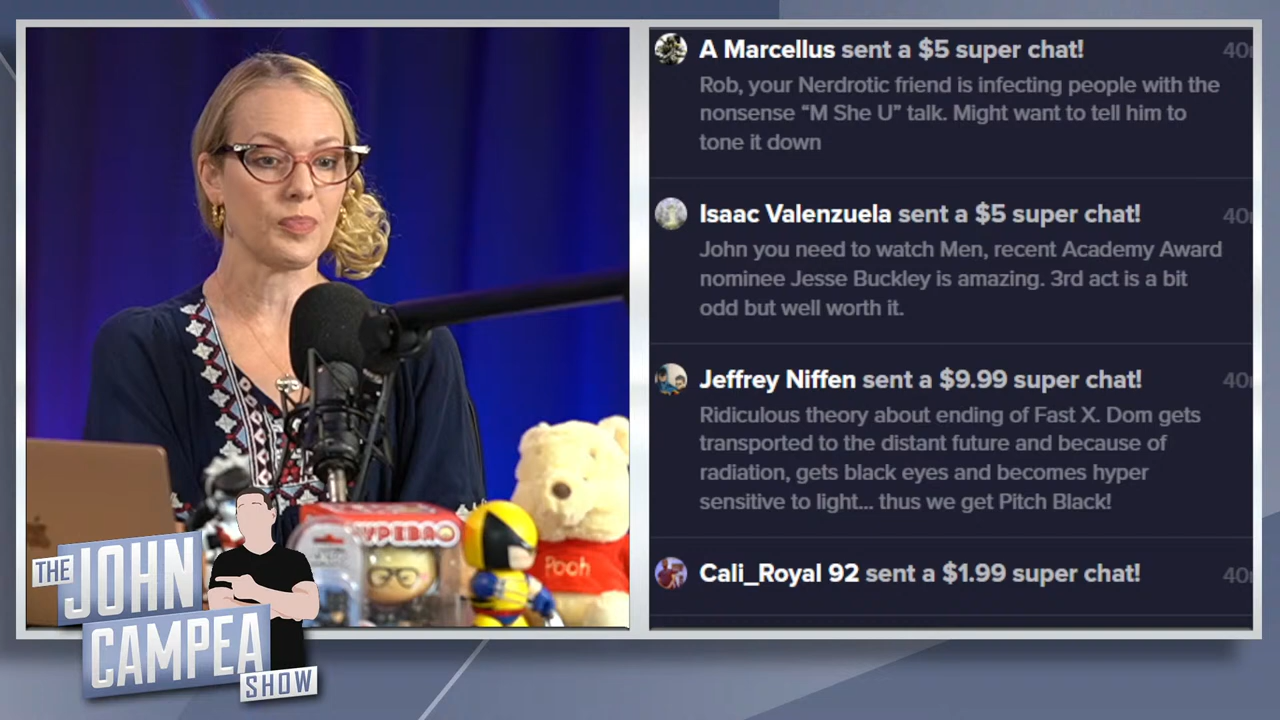 A Marcellus sent a $5 super chat!
Rob, your Nerdrotic friend is infecting people with the
nonsense “M She U” talk. Might want to tell him to
tone it down
Isaac Valenzuela sent a $5 super chat!
John you need to watch Men, recent Academy Award
nominee Jesse Buckley is amazing. 3rd act is a bit
odd but well worth it.
Jeffrey Niffen sent a $9.99 super chat!
Ridiculous theory about ending of Fast X. Dom gets
transported to the distant future and because of
radiation, gets black eyes and becomes hyper
sensitive to light... thus we get Pitch Black!
Cali_Royal 92 sent a $1.99 super chat!
Pooh
THE
JOHN
CAMPEA
SHOW